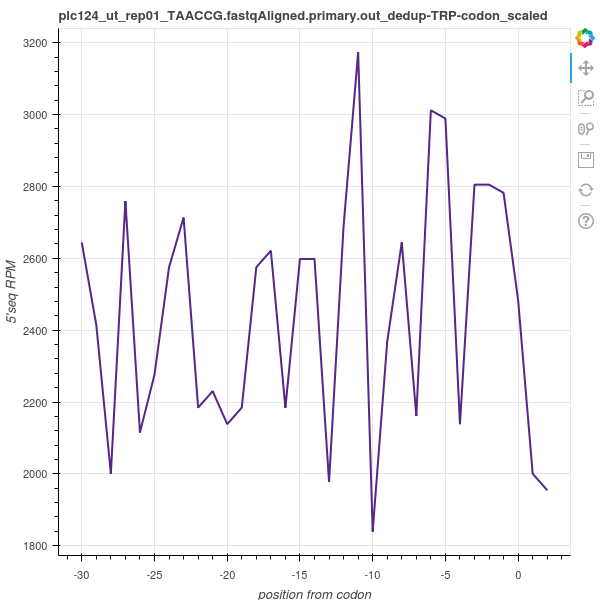 plc124_ut_rep01_TAACCG.fastqAligned.primary.out_dedup-TRP-codon_scaled
3200
3000
2800
2600
2400
2200
2000
1800
5'seq RPM
-30 -25 -20 -15 -10 -5 0
position from codon